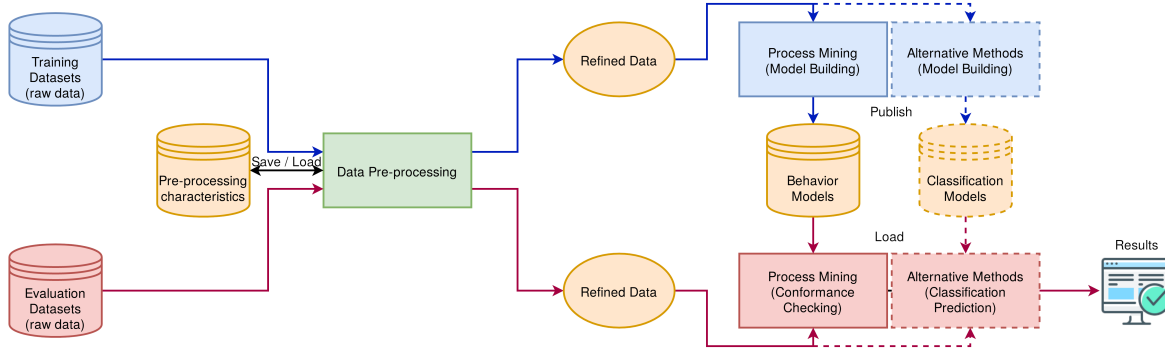 Training
Datasets
(raw data)
Refined Data
Process Mining
(Model Building)
Alternative Methods
(Model Building)
Publish
Save / Load
Pre-processing
characteristics
Data Pre-processing
Behavior
Models
Classification
Models
Load
Results
Evaluation
Datasets
(raw data)
Refined Data
Process Mining
(Conformance
Checking)
Alternative Methods
(Classification
Prediction)